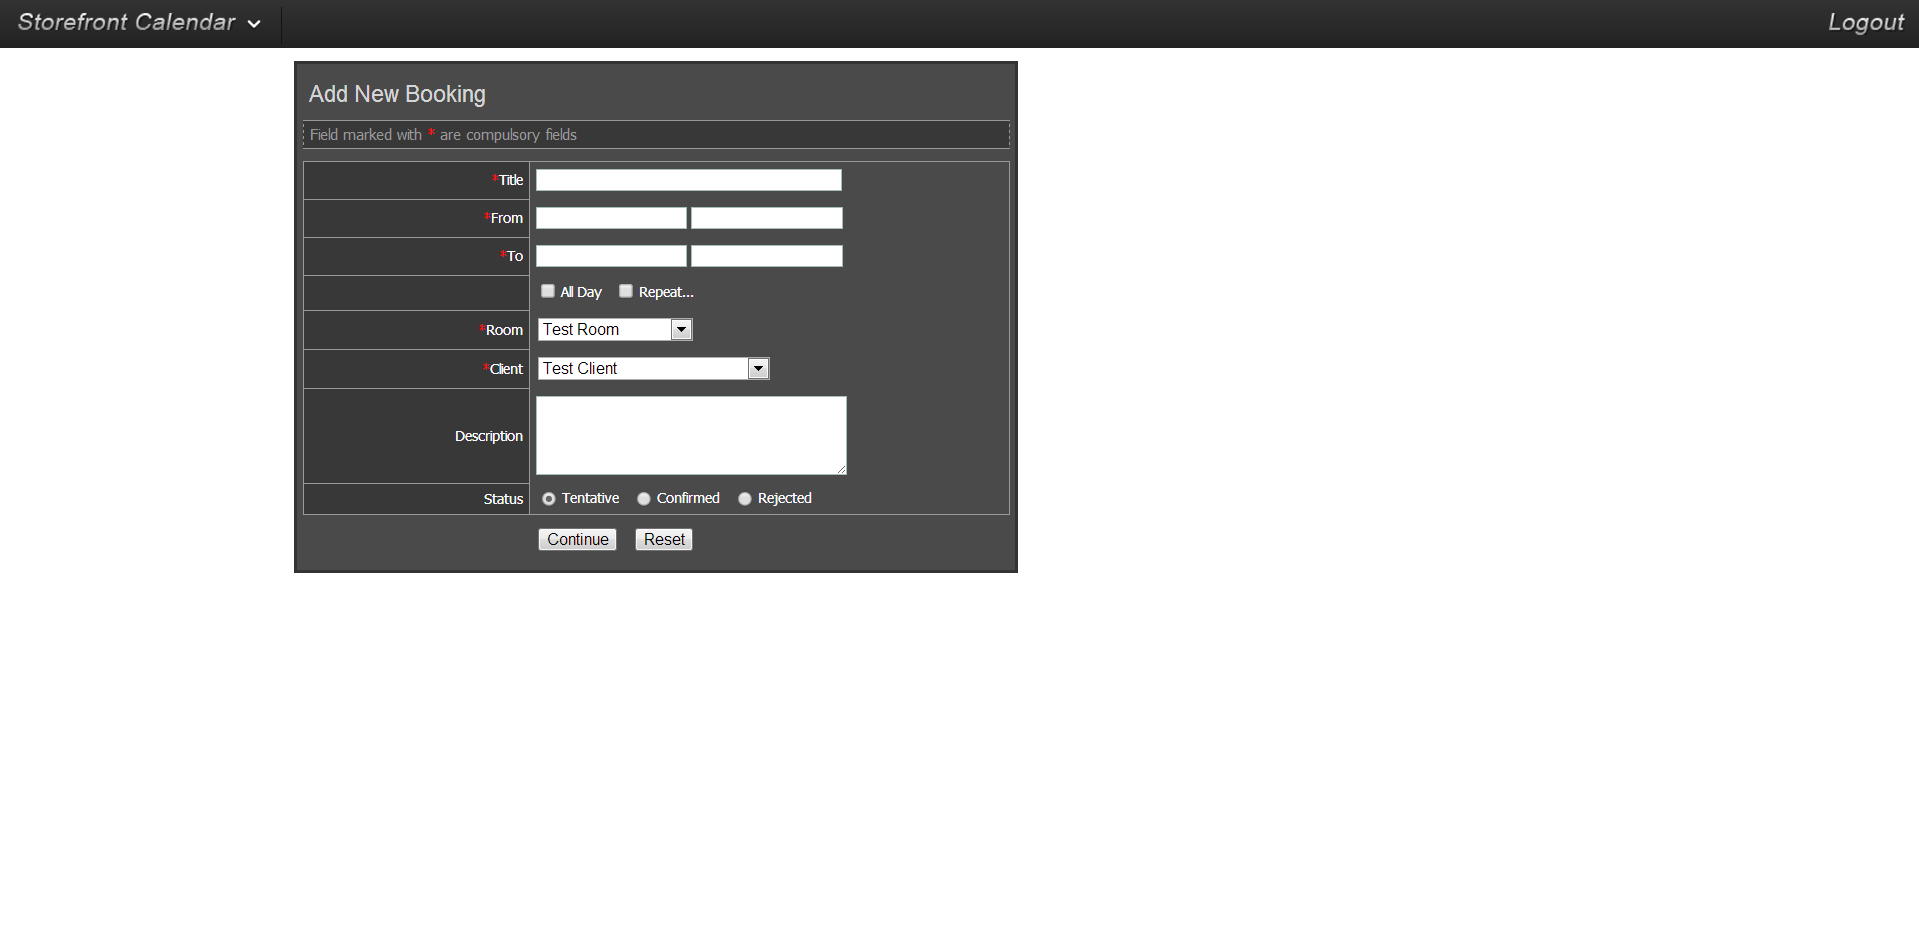 Storefront Calendar
Logout
Add New Booking
Field marked with * are compulsory fields
*Title
*From
*To
All Day Repeat...
*Room Test Room
*Client Test Client
Description
Status Tentative Confirmed Rejected
Continue Reset